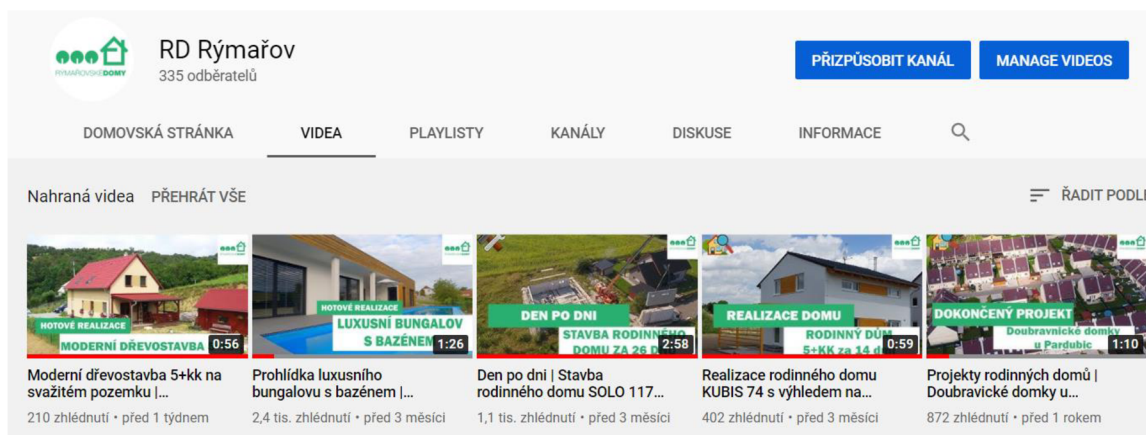 RD Rýmařov
335 odběratelů
RÝMAŘOVSKÉDOMY
PŘIZPŮSOBIT KANÁL
MANAGE VIDEOS
DOMOVSKÁ STRÁNKA VIDEA PLAYLISTY KANÁLY DISKUSE INFORMACE
Nahraná videa PŘEHRÁT VŠE
ŘADIT PODLE
HOTOVÉ REALIZACE
MODERNÍ DŘEVOSTAVBA
0:56
Moderní dřevostavba 5+kk na
svažitém pozemku |...
210 zhlédnutí • před 1 týdnem
HOTOVÉ REALIZACE
LUXUSNÍ BUNGALOV
S BAZÉNEM
1:26
Prohlídka luxusního
bungalovu s bazénem |...
2,4 tis. zhlédnutí • před 3 měsíci
DEN PO DNI
STAVBA RODINNÉHO
DOMU ZA 26 D
2:58
Den po dni | Stavba
rodinného domu SOLO 117...
1,1 tis. zhlédnutí • před 3 měsíci
REALIZACE DOMU
RODINNÝ DŮM
5+KK za 14 d
0:59
Realizace rodinného domu
KUBIS 74 s výhledem na...
402 zhlédnutí • před 3 měsíci
DOKONČENÝ PROJEKT
Doubravnické domky
u Pardubic
1:10
Projekty rodinných domů |
Doubravické domky u...
872 zhlédnutí • před 1 rokem